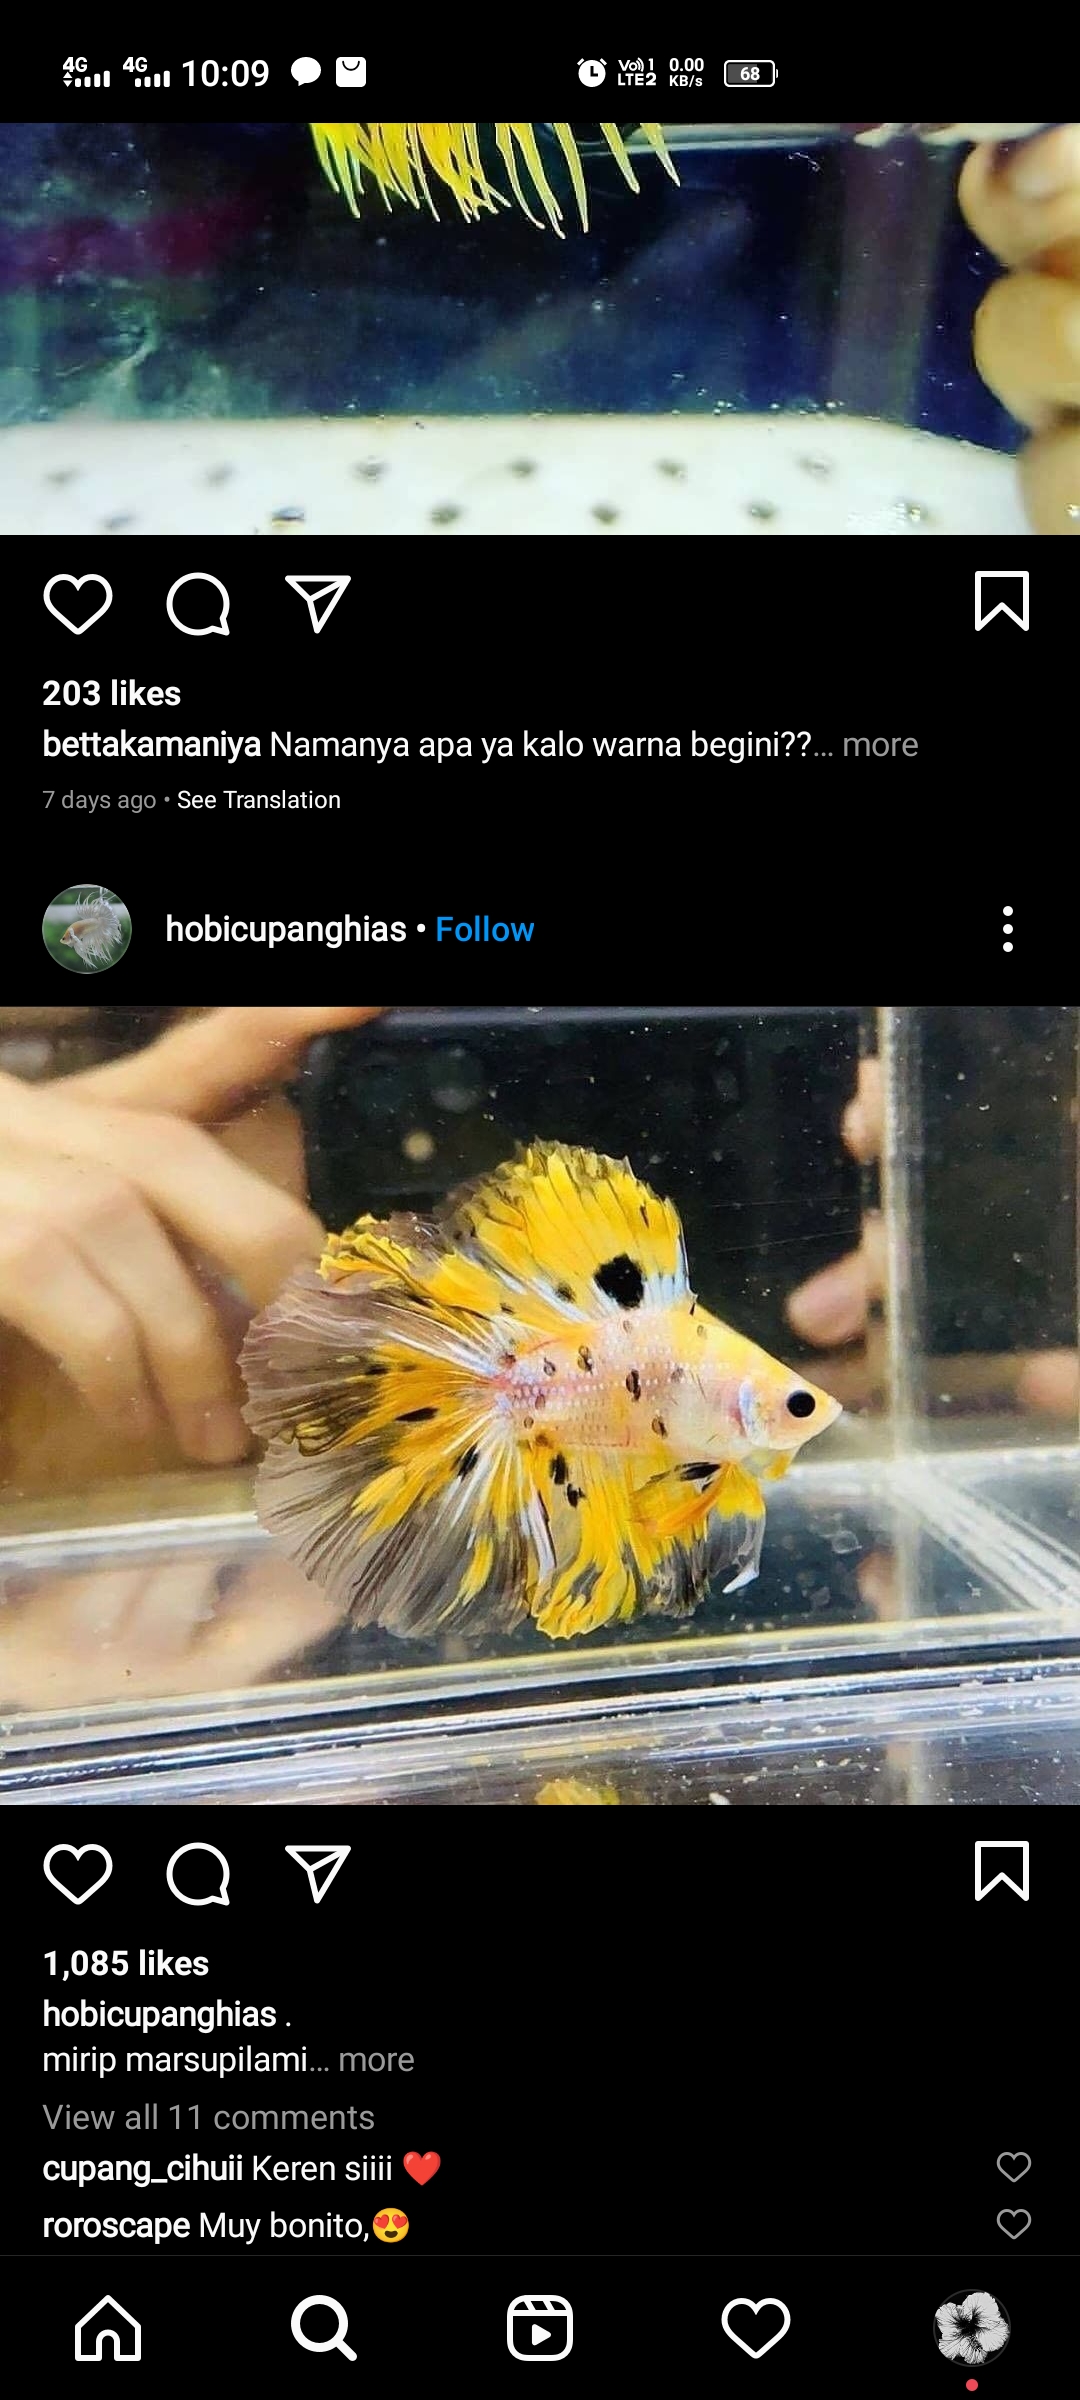 4G 4G 10:09 Vo)) 1 LTE2 0.00 KB/s 68
203 likes
bettakamaniya Namanya apa ya kalo warna begini??... more
7 days ago • See Translation
hobicupanghias • Follow
1,085 likes
hobicupanghias .
mirip marsupilami... more
View all 11 comments
cupang_cihuii Keren siiii ❤️
roroscape Muy bonito,😍